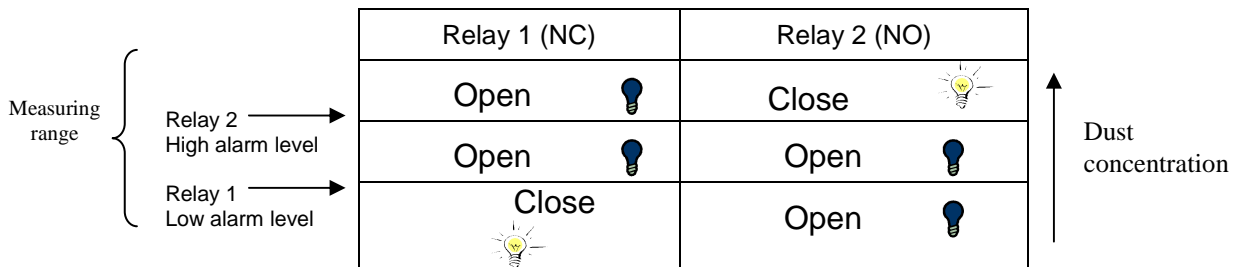 Relay 1 (NC)
Relay 2 (NO)
Open
Close
Measuring
range
Relay 2
High alarm level
Open
Open
Dust
concentration
Relay 1
Low alarm level
Close
Open